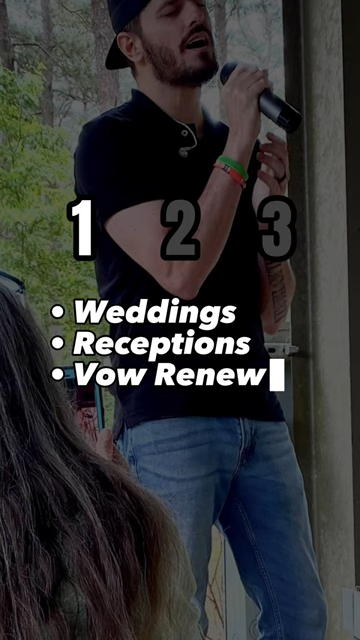 1 2 3
• Weddings
• Receptions
• Vow Renew